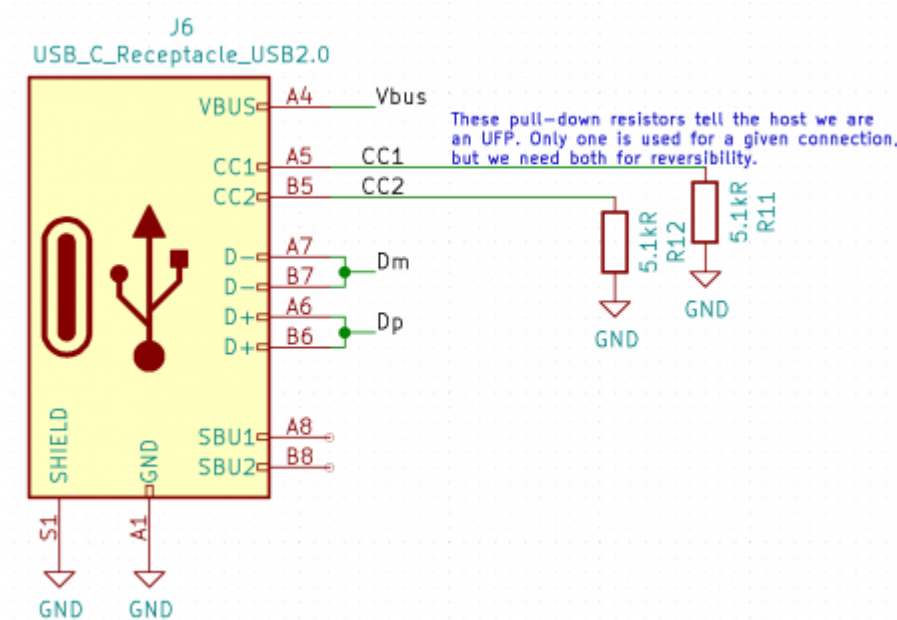 J6
USB_C_Receptacle_USB2.0
VBUS A4 Vbus
These pull-down resistors tell the host we are
an UFP. Only one is used for a given connection,
but we need both for reversibility.
CC1 A5 CC1
CC2 B5 CC2
5.1kR
R12
5.1kR
R11
D- A7
Dm
D- B7
D+ A6
Dp
D+ B6
GND
GND
SBU1 A8
SBU2 B8
SHIELD
GND
S1
A1
GND
GND